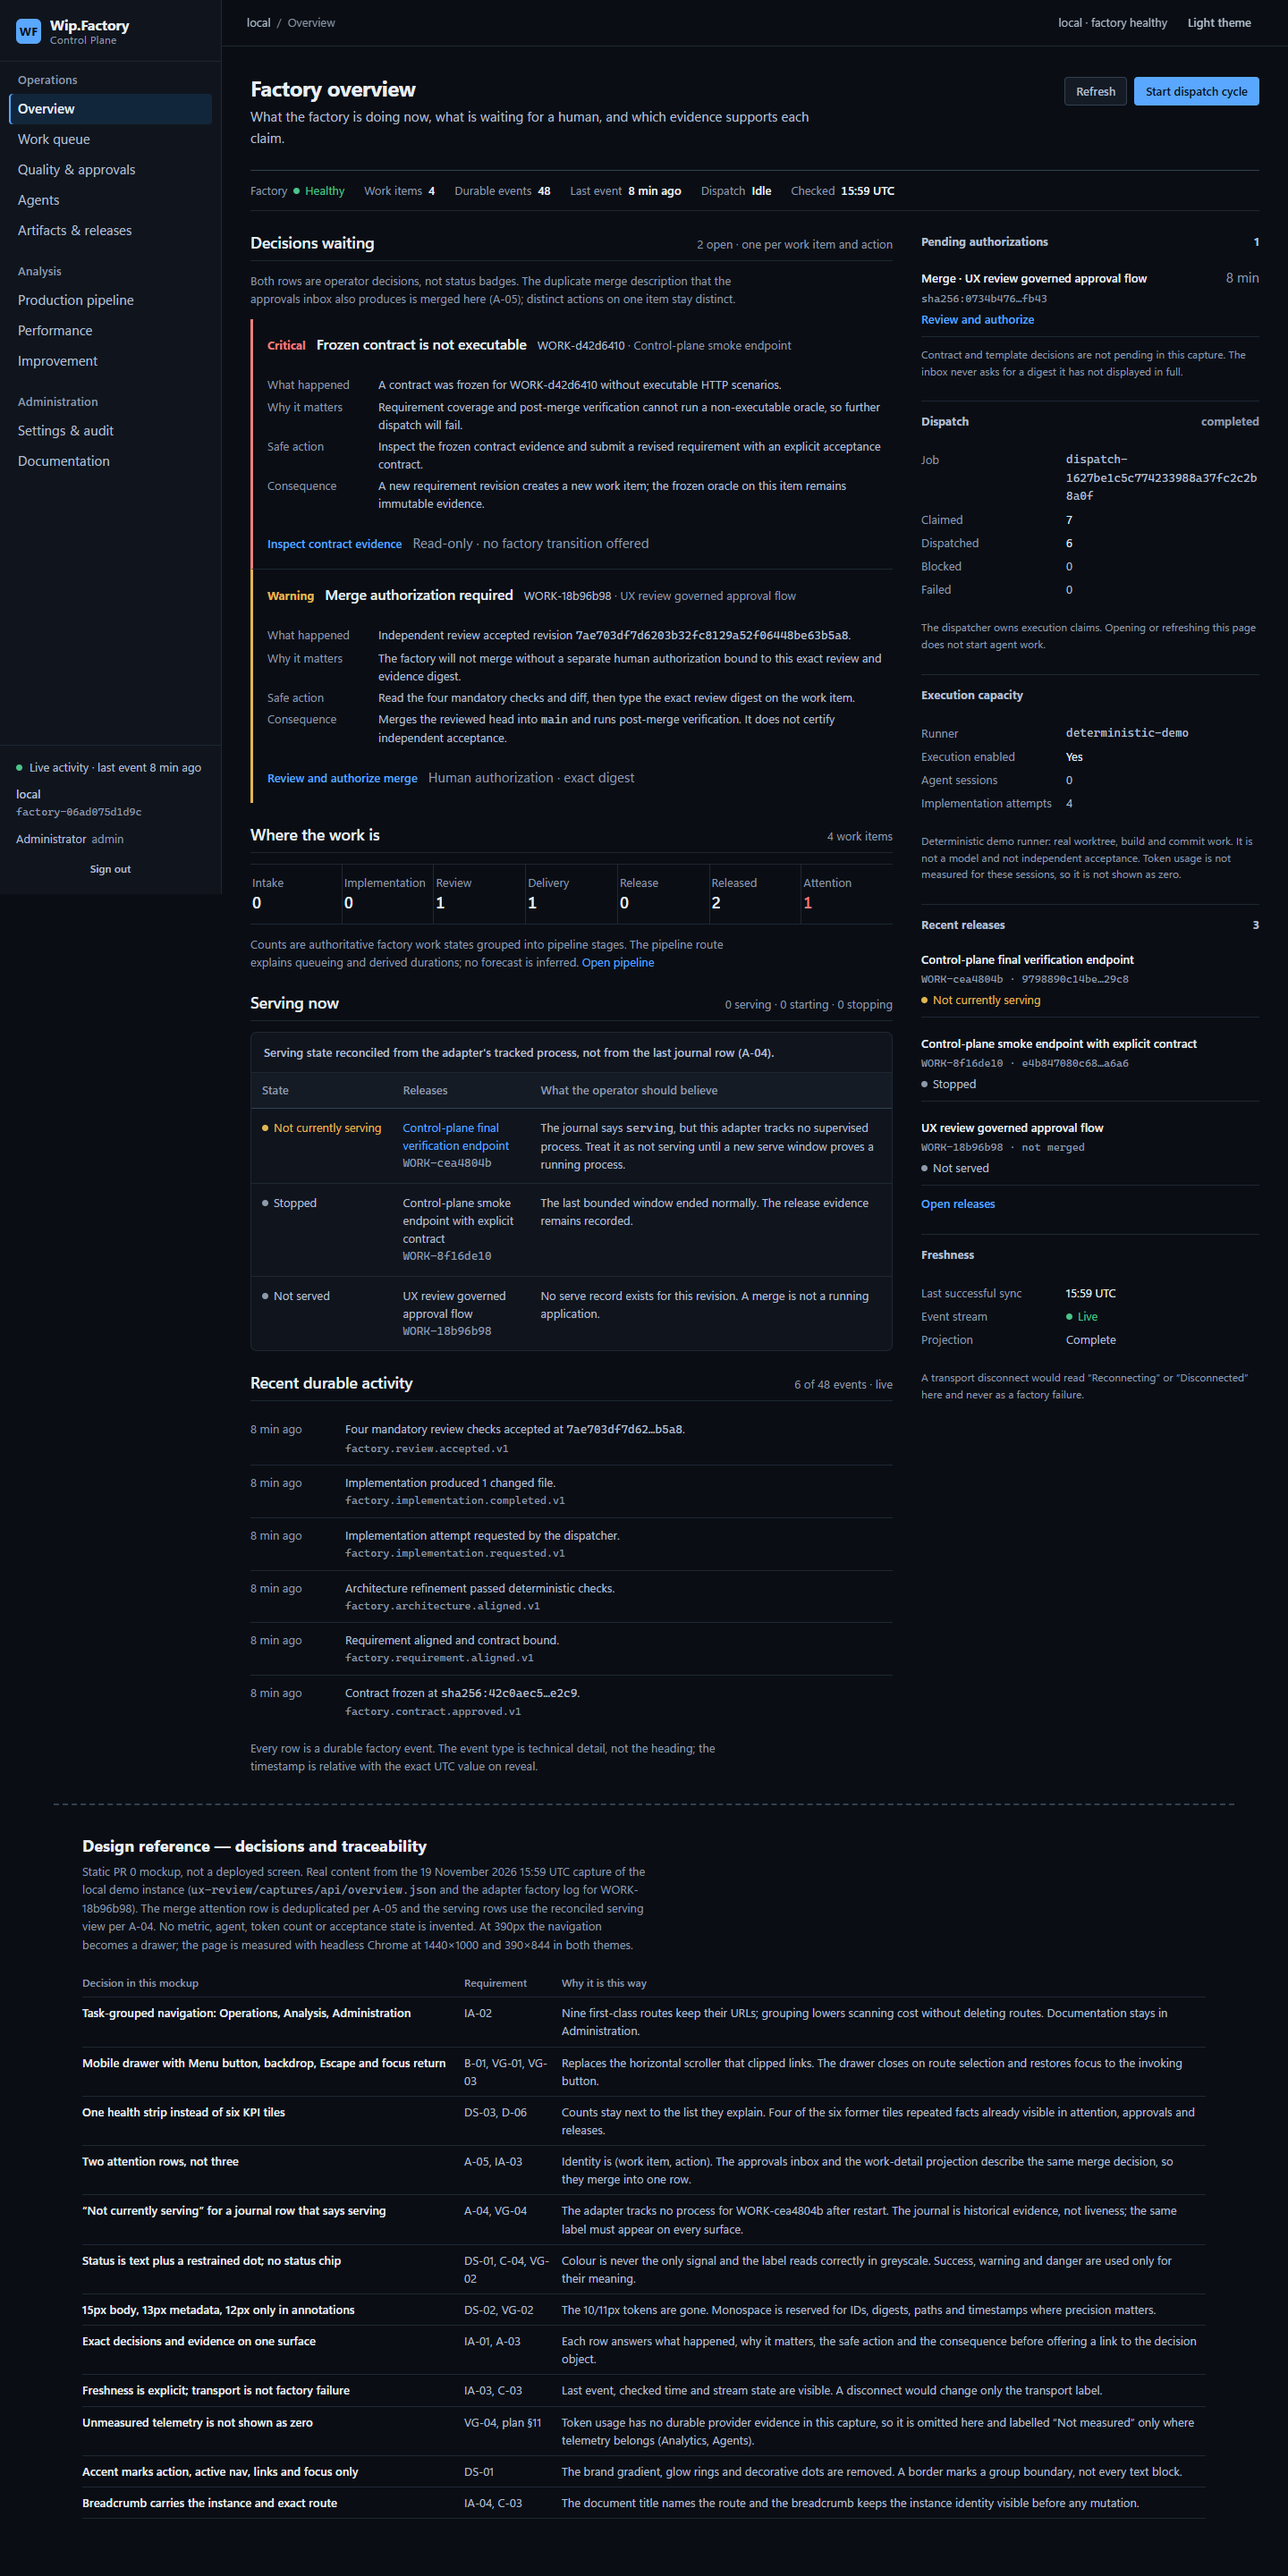 WF
Wip.Factory
Control Plane
Operations
Overview
Work queue
Quality & approvals
Agents
Artifacts & releases
Analysis
Production pipeline
Performance
Improvement
Administration
Settings & audit
Documentation
Live activity · last event 8 min ago
local
factory-06ad075d1d9c
Administrator admin
Sign out
local / Overview
local · factory healthy
Light theme
Factory overview
What the factory is doing now, what is waiting for a human, and which evidence supports each
claim.
Refresh
Start dispatch cycle
Factory Healthy Work items 4 Durable events 48 Last event 8 min ago Dispatch Idle Checked 15:59 UTC
Decisions waiting
2 open · one per work item and action
Both rows are operator decisions, not status badges. The duplicate merge description that the
approvals inbox also produces is merged here (A-05); distinct actions on one item stay distinct.
Critical Frozen contract is not executable WORK-d42d6410 · Control-plane smoke endpoint
What happened A contract was frozen for WORK-d42d6410 without executable HTTP scenarios.
Why it matters Requirement coverage and post-merge verification cannot run a non-executable oracle, so further
dispatch will fail.
Safe action Inspect the frozen contract evidence and submit a revised requirement with an explicit acceptance
contract.
Consequence A new requirement revision creates a new work item; the frozen oracle on this item remains
immutable evidence.
Inspect contract evidence Read-only · no factory transition offered
Warning Merge authorization required WORK-18b96b98 · UX review governed approval flow
What happened Independent review accepted revision 7ae703df7d6203b32fc8129a52f06448be63b5a8.
Why it matters The factory will not merge without a separate human authorization bound to this exact review and
evidence digest.
Safe action Read the four mandatory checks and diff, then type the exact review digest on the work item.
Consequence Merges the reviewed head into main and runs post-merge verification. It does not certify
independent acceptance.
Review and authorize merge Human authorization · exact digest
Where the work is
4 work items
Intake
0
Implementation
0
Review
1
Delivery
1
Release
0
Released
2
Attention
1
Counts are authoritative factory work states grouped into pipeline stages. The pipeline route
explains queueing and derived durations; no forecast is inferred. Open pipeline
Serving now
0 serving · 0 starting · 0 stopping
Serving state reconciled from the adapter's tracked process, not from the last journal row (A-04).
State Releases What the operator should believe
Not currently serving
Control-plane final
verification endpoint
WORK-cea4804b
The journal says serving, but this adapter tracks no supervised
process. Treat it as not serving until a new serve window proves a
running process.
Stopped
Control-plane smoke
endpoint with explicit
contract
WORK-8f16de10
The last bounded window ended normally. The release evidence
remains recorded.
Not served
UX review governed
approval flow
WORK-18b96b98
No serve record exists for this revision. A merge is not a running
application.
Recent durable activity
6 of 48 events · live
8 min ago Four mandatory review checks accepted at 7ae703df7d62…b5a8.
factory.review.accepted.v1
8 min ago Implementation produced 1 changed file.
factory.implementation.completed.v1
8 min ago Implementation attempt requested by the dispatcher.
factory.implementation.requested.v1
8 min ago Architecture refinement passed deterministic checks.
factory.architecture.aligned.v1
8 min ago Requirement aligned and contract bound.
factory.requirement.aligned.v1
8 min ago Contract frozen at sha256:42c0aec5…e2c9.
factory.contract.approved.v1
Every row is a durable factory event. The event type is technical detail, not the heading; the
timestamp is relative with the exact UTC value on reveal.
Pending authorizations 1
Merge · UX review governed approval flow 8 min
sha256:0734b476…fb43
Review and authorize
Contract and template decisions are not pending in this capture. The
inbox never asks for a digest it has not displayed in full.
Dispatch completed
Job dispatch-
1627be1c5c774233988a37fc2c2b
8a0f
Claimed 7
Dispatched 6
Blocked 0
Failed 0
The dispatcher owns execution claims. Opening or refreshing this page
does not start agent work.
Execution capacity
Runner deterministic-demo
Execution enabled Yes
Agent sessions 0
Implementation attempts 4
Deterministic demo runner: real worktree, build and commit work. It is
not a model and not independent acceptance. Token usage is not
measured for these sessions, so it is not shown as zero.
Recent releases 3
Control-plane final verification endpoint
WORK-cea4804b · 9798890c14be…29c8
Not currently serving
Control-plane smoke endpoint with explicit contract
WORK-8f16de10 · e4b847080c68…a6a6
Stopped
UX review governed approval flow
WORK-18b96b98 · not merged
Not served
Open releases
Freshness
Last successful sync 15:59 UTC
Event stream Live
Projection Complete
A transport disconnect would read "Reconnecting" or "Disconnected"
here and never as a factory failure.
Design reference — decisions and traceability
Static PR 0 mockup, not a deployed screen. Real content from the 19 November 2026 15:59 UTC capture of the
local demo instance (ux-review/captures/api/overview.json and the adapter factory log for WORK-
18b96b98). The merge attention row is deduplicated per A-05 and the serving rows use the reconciled serving
view per A-04. No metric, agent, token count or acceptance state is invented. At 390px the navigation
becomes a drawer; the page is measured with headless Chrome at 1440×1000 and 390×844 in both themes.
Decision in this mockup Requirement Why it is this way
Task-grouped navigation: Operations, Analysis, Administration IA-02 Nine first-class routes keep their URLs; grouping lowers scanning cost without deleting routes. Documentation stays in
Administration.
Mobile drawer with Menu button, backdrop, Escape and focus return B-01, VG-01, VG-
03 Replaces the horizontal scroller that clipped links. The drawer closes on route selection and restores focus to the invoking
button.
One health strip instead of six KPI tiles DS-03, D-06 Counts stay next to the list they explain. Four of the six former tiles repeated facts already visible in attention, approvals and
releases.
Two attention rows, not three A-05, IA-03 Identity is (work item, action). The approvals inbox and the work-detail projection describe the same merge decision, so
they merge into one row.
"Not currently serving" for a journal row that says serving A-04, VG-04 The adapter tracks no process for WORK-cea4804b after restart. The journal is historical evidence, not liveness; the same
label must appear on every surface.
Status is text plus a restrained dot; no status chip DS-01, C-04, VG-
02 Colour is never the only signal and the label reads correctly in greyscale. Success, warning and danger are used only for
their meaning.
15px body, 13px metadata, 12px only in annotations DS-02, VG-02 The 10/11px tokens are gone. Monospace is reserved for IDs, digests, paths and timestamps where precision matters.
Exact decisions and evidence on one surface IA-01, A-03 Each row answers what happened, why it matters, the safe action and the consequence before offering a link to the decision
object.
Freshness is explicit; transport is not factory failure IA-03, C-03 Last event, checked time and stream state are visible. A disconnect would change only the transport label.
Unmeasured telemetry is not shown as zero VG-04, plan §11 Token usage has no durable provider evidence in this capture, so it is omitted here and labelled "Not measured" only where
telemetry belongs (Analytics, Agents).
Accent marks action, active nav, links and focus only DS-01 The brand gradient, glow rings and decorative dots are removed. A border marks a group boundary, not every text block.
Breadcrumb carries the instance and exact route IA-04, C-03 The document title names the route and the breadcrumb keeps the instance identity visible before any mutation.